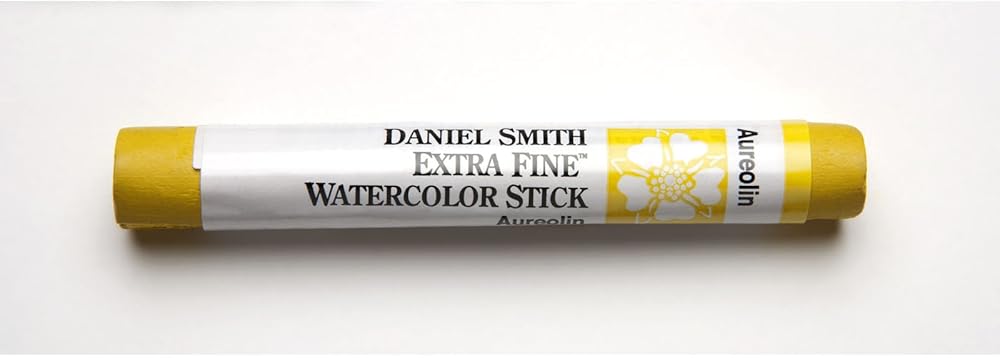 DANIEL SMITH
EXTRA FINE™
WATERCOLOR STICK
Aureolin
Aureolin